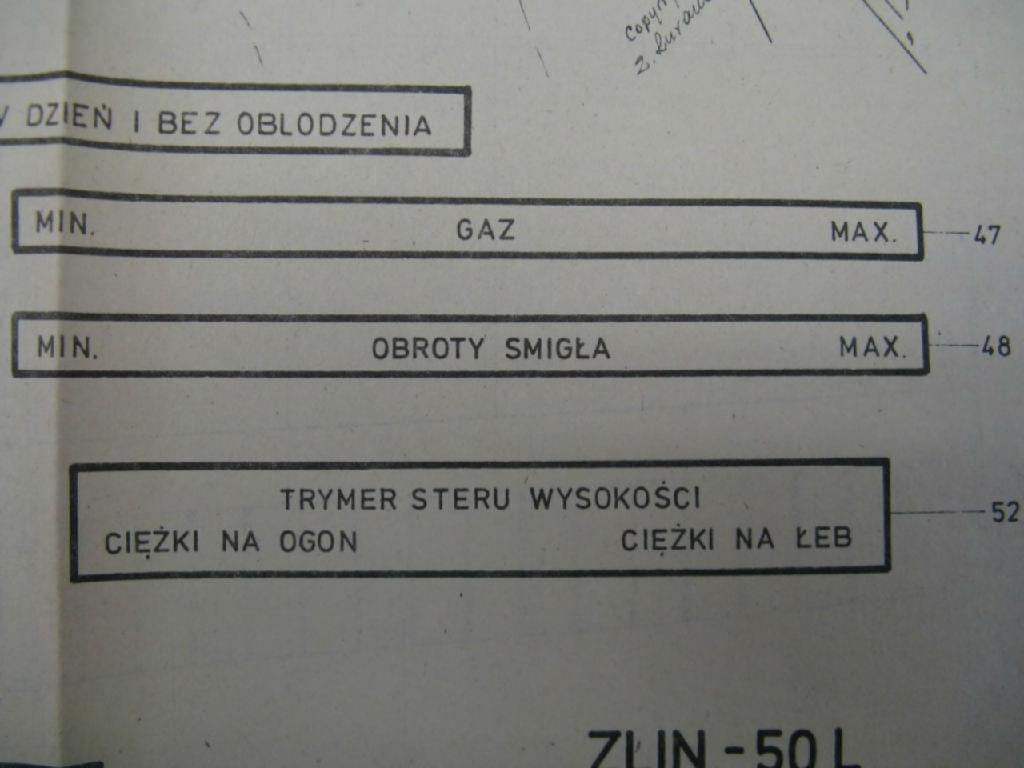 DZIEŃ I BEZ OBLODZENIA
MIN. GAZ MAX. 47
MIN. OBROTY SMIGŁA MAX. 48
TRYMER STERU WYSOKOŚCI
CIĘŻKI NA OGON CIĘŻKI NA ŁEB
52
ZLIN-50 L